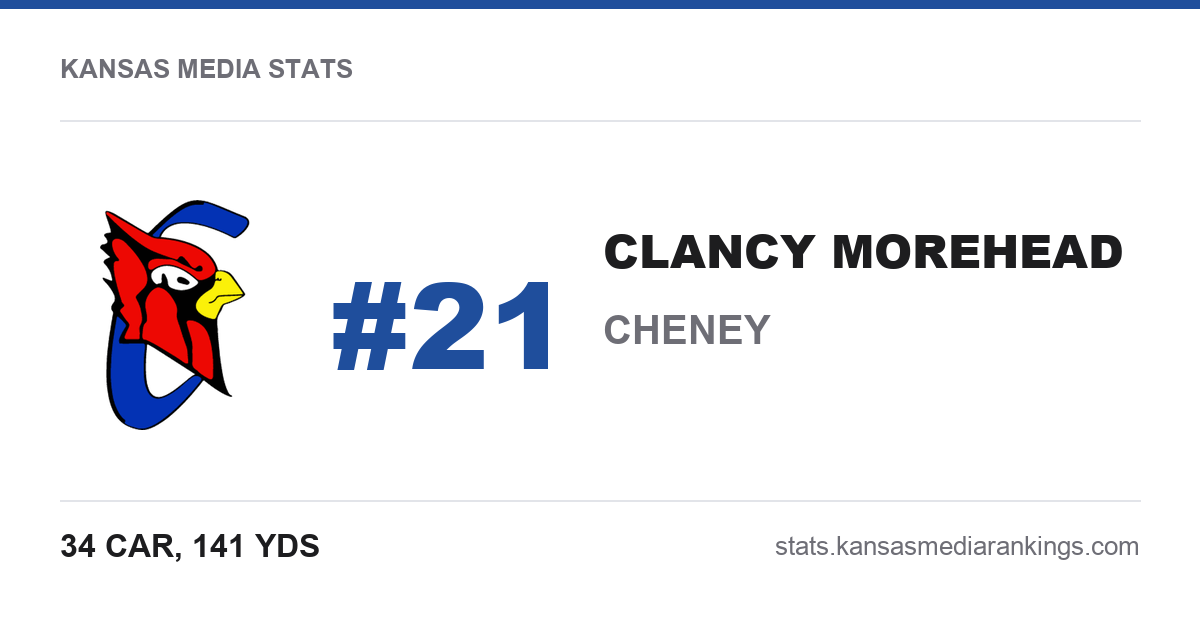 KANSAS MEDIA STATS
#21
CLANCY MOREHEAD
CHENEY
34 CAR, 141 YDS
stats.kansasmediarankings.com